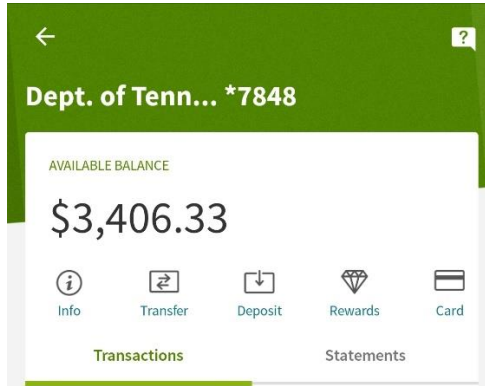 ?
Dept. of Tenn... *7848
AVAILABLE BALANCE
$3,406.33
i
Info Transfer Deposit Rewards Card
Transactions Statements